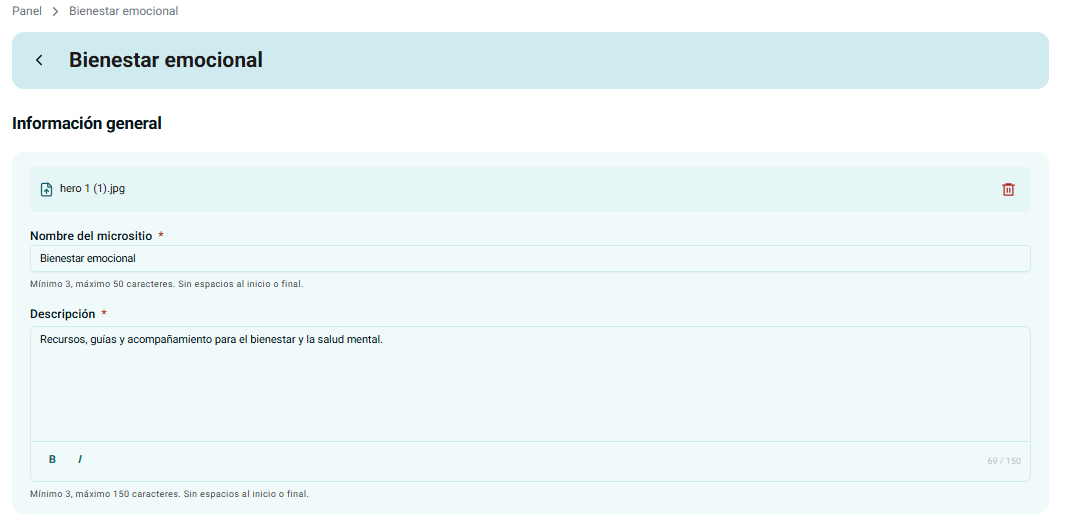 Panel > Bienestar emocional
Bienestar emocional
Información general
hero 1 (1).jpg
Nombre del micrositio *
Bienestar emocional
Mínimo 3, máximo 50 caracteres. Sin espacios al inicio o final.
Descripción *
Recursos, guías y acompañamiento para el bienestar y la salud mental.
B I 69 / 150
Mínimo 3, máximo 150 caracteres. Sin espacios al inicio o final.